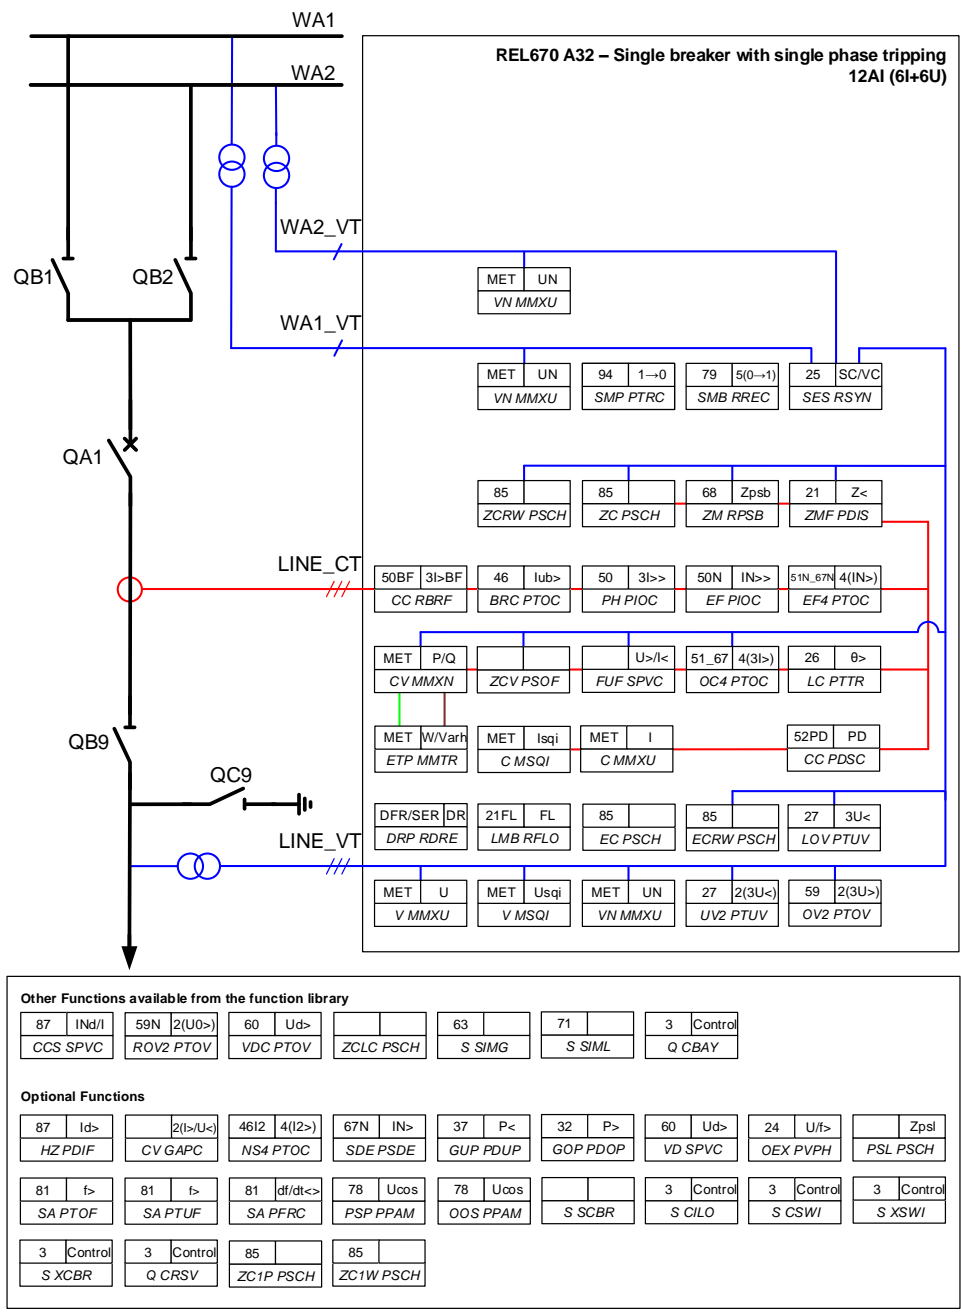 WA1
WA2
REL670 A32 – Single breaker with single phase tripping
12AI (6I+6U)
WA2_VT
QB1
QB2
MET UN
VN MMXU
WA1_VT
MET UN
VN MMXU
94 1→0
SMP PTRC
79 5(0→1)
SMB RREC
25 SC/VC
SES RSYN
QA1
85
ZCRW PSCH
85
ZC PSCH
68 Zpsb
ZM RPSB
21 Z<
ZMF PDIS
LINE_CT
50BF 3I>BF
CC RBRF
46 Iub>
BRC PTOC
50 3I>>
PH PIOC
50N IN>>
EF PIOC
51N_67N 4(IN>)
EF4 PTOC
MET P/Q
CV MMXN
ZCV PSOF
U>/I<
FUF SPVC
51_67 4(3I>)
OC4 PTOC
26 θ>
LC PTTR
QB9
MET W/Varh
ETP MMTR
MET Isqi
C MSQI
MET I
C MMXU
52PD PD
CC PDSC
QC9
DFR/SER DR
DRP RDRE
21FL FL
LMB RFLO
85
EC PSCH
85
ECRW PSCH
27 3U<
LOV PTUV
LINE_VT
MET U
V MMXU
MET Usqi
V MSQI
MET UN
VN MMXU
27 2(3U<)
UV2 PTUV
59 2(3U>)
OV2 PTOV
Other Functions available from the function library
87 INd/I
CCS SPVC
59N 2(U0>)
ROV2 PTOV
60 Ud>
VDC PTOV
ZCLC PSCH
63
S SIMG
71
S SIML
3 Control
Q CBAY
Optional Functions
87 Id>
HZ PDIF
2(I>/U<)
CV GAPC
46I2 4(I2>)
NS4 PTOC
67N IN>
SDE PSDE
37 P<
GUP PDUP
32 P>
GOP PDOP
60 Ud>
VD SPVC
24 U/f>
OEX PVPH
Zpsl
PSL PSCH
81 f>
SA PTOF
81 f>
SA PTUF
81 df/dt<>
SA PFRC
78 Ucos
PSP PPAM
78 Ucos
OOS PPAM
S SCBR
3 Control
S CILO
3 Control
S CSWI
3 Control
S XSWI
3 Control
S XCBR
3 Control
Q CRSV
85
ZC1P PSCH
85
ZC1W PSCH